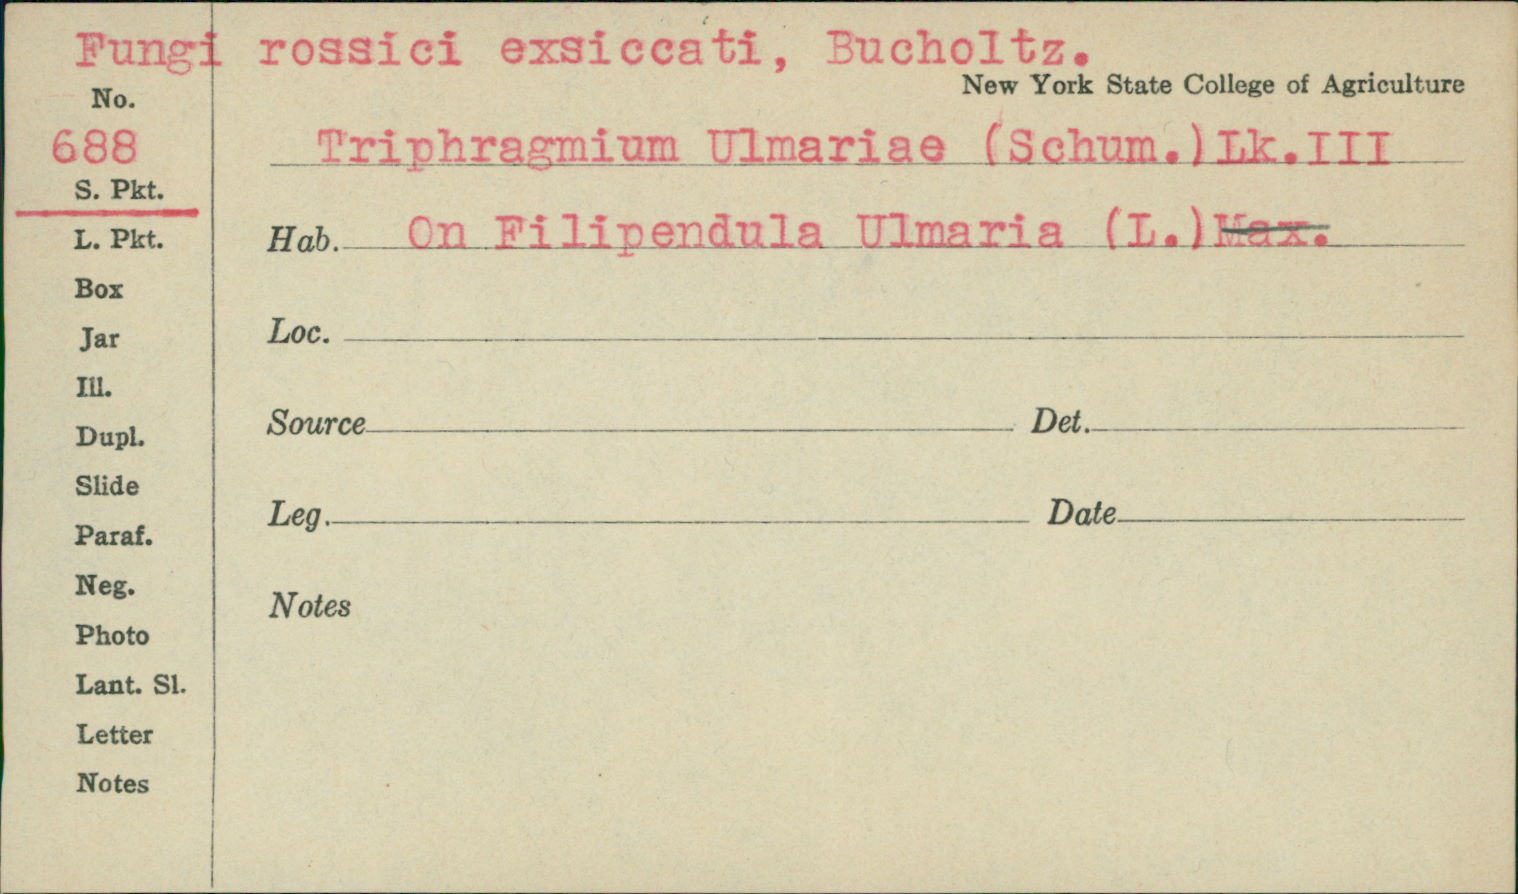 Fungi rossici exsiccati, Bucholtz.
New York State College of Agriculture
No.
688
Triphragmium Ulmariae (Schum.)Lk.III
S. Pkt.
L. Pkt.
Hab. On Filipendula Ulmaria (L.)Max.
Box
Jar
Loc.
Ill.
Dupl.
Source Det.
Slide
Paraf.
Leg. Date
Neg.
Notes
Photo
Lant. Sl.
Letter
Notes